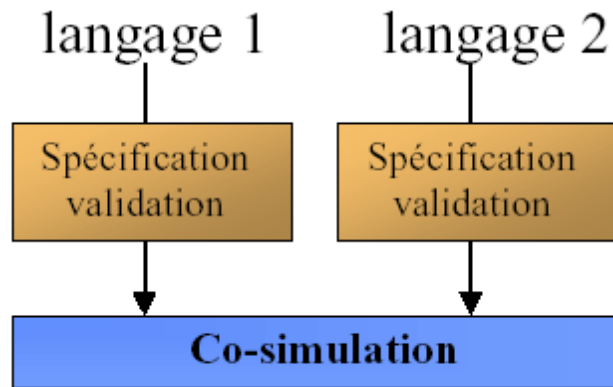 langage 1
langage 2
Spécification
validation
Spécification
validation
Co-simulation